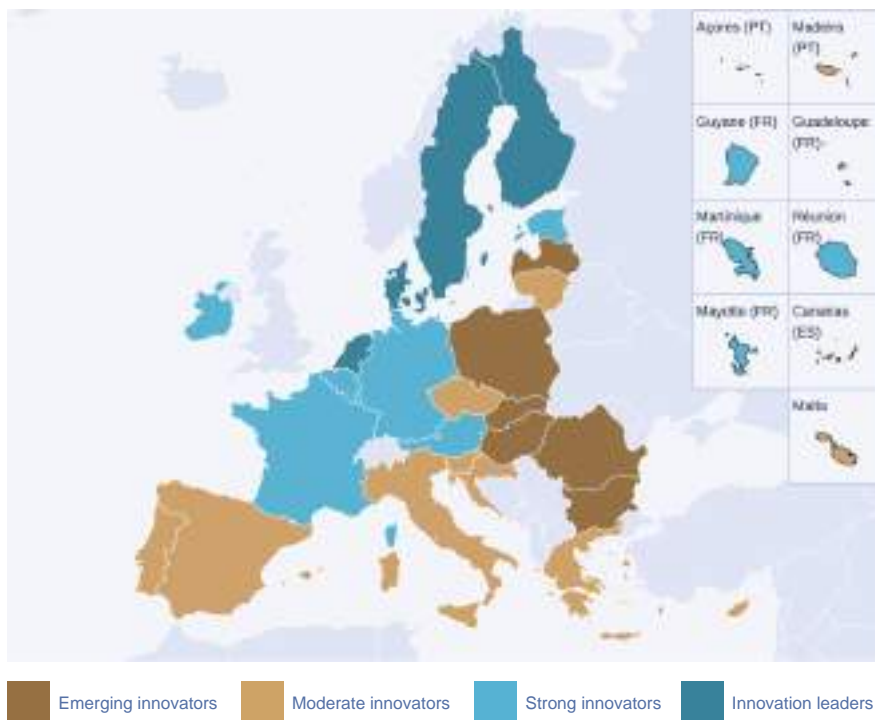 Açores (PT)
Madeira
(PT)
Guyane (FR)
Guadeloupe
(FR)
Martinique
(FR)
Réunion
(FR)
Mayotte (FR)
Canarias
(ES)
Malta
Emerging innovators
Moderate innovators
Strong innovators
Innovation leaders